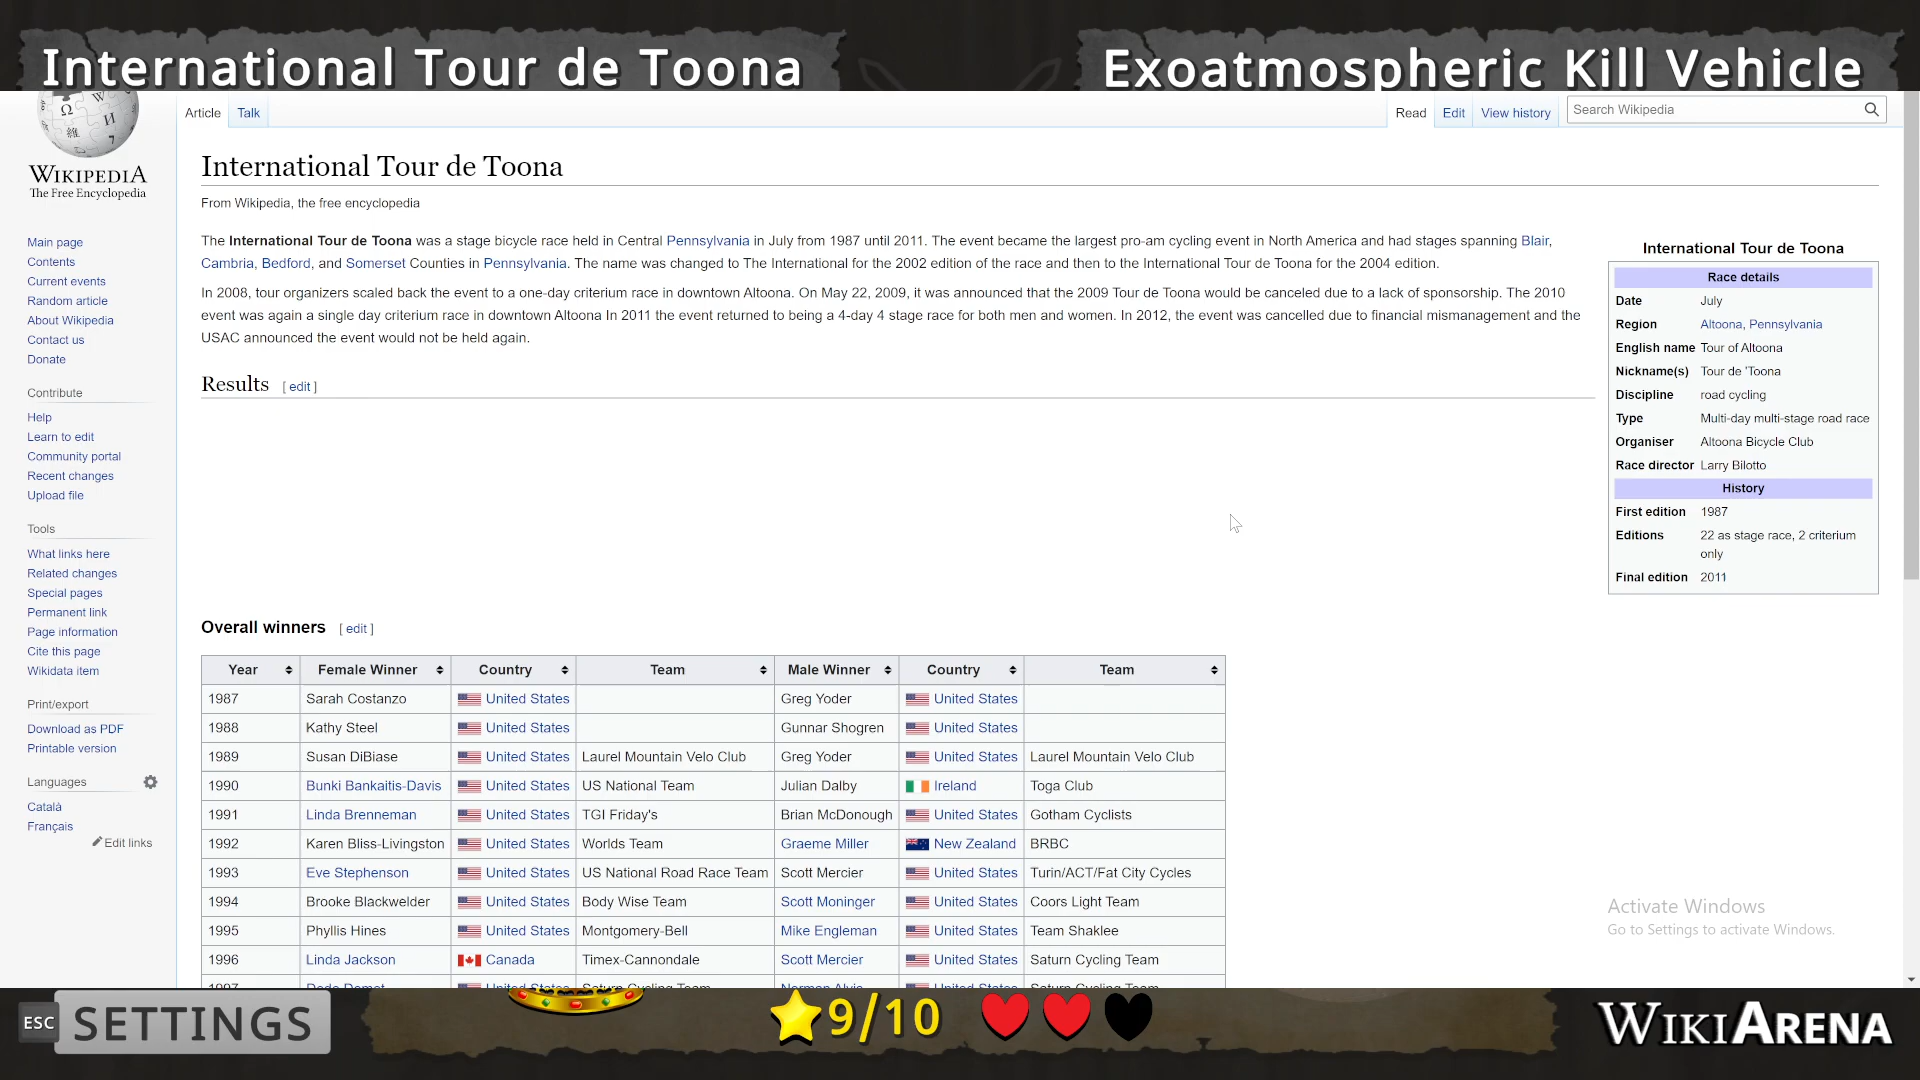 International Tour de Toona
Exoatmospheric Kill Vehicle
WIKIPEDIA
The Free Encyclopedia
Main page
Contents
Current events
Random article
About Wikipedia
Contact us
Donate
Contribute
Help
Learn to edit
Community portal
Recent changes
Upload file
Tools
What links here
Related changes
Special pages
Permanent link
Page information
Cite this page
Wikidata item
Print/export
Download as PDF
Printable version
Languages
Català
Français
Edit links
Article Talk
Read Edit View history Search Wikipedia
International Tour de Toona
From Wikipedia, the free encyclopedia
The International Tour de Toona was a stage bicycle race held in Central Pennsylvania in July from 1987 until 2011. The event became the largest pro-am cycling event in North America and had stages spanning Blair,
Cambria, Bedford, and Somerset Counties in Pennsylvania. The name was changed to The International for the 2002 edition of the race and then to the International Tour de Toona for the 2004 edition.
In 2008, tour organizers scaled back the event to a one-day criterium race in downtown Altoona. On May 22, 2009, it was announced that the 2009 Tour de Toona would be canceled due to a lack of sponsorship. The 2010
event was again a single day criterium race in downtown Altoona In 2011 the event returned to being a 4-day 4 stage race for both men and women. In 2012, the event was cancelled due to financial mismanagement and the
USAC announced the event would not be held again.
International Tour de Toona
Race details
Date July
Region Altoona, Pennsylvania
English name Tour of Altoona
Nickname(s) Tour de 'Toona
Discipline road cycling
Type Multi-day multi-stage road race
Organiser Altoona Bicycle Club
Race director Larry Bilotto
History
First edition 1987
Editions 22 as stage race, 2 criterium
only
Final edition 2011
Results [ edit ]
Overall winners [ edit ]
Year Female Winner Country Team Male Winner Country Team
1987 Sarah Costanzo United States Greg Yoder United States
1988 Kathy Steel United States Gunnar Shogren United States
1989 Susan DiBiase United States Laurel Mountain Velo Club Greg Yoder United States Laurel Mountain Velo Club
1990 Bunki Bankaitis-Davis United States US National Team Julian Dalby Ireland Toga Club
1991 Linda Brenneman United States TGI Friday's Brian McDonough United States Gotham Cyclists
1992 Karen Bliss-Livingston United States Worlds Team Graeme Miller New Zealand BRBC
1993 Eve Stephenson United States US National Road Race Team Scott Mercier United States Turin/ACT/Fat City Cycles
1994 Brooke Blackwelder United States Body Wise Team Scott Moninger United States Coors Light Team
1995 Phyllis Hines United States Montgomery-Bell Mike Engleman United States Team Shaklee
1996 Linda Jackson Canada Timex-Cannondale Scott Mercier United States Saturn Cycling Team
Activate Windows
Go to Settings to activate Windows.
ESC SETTINGS
9/10
WIKIARENA